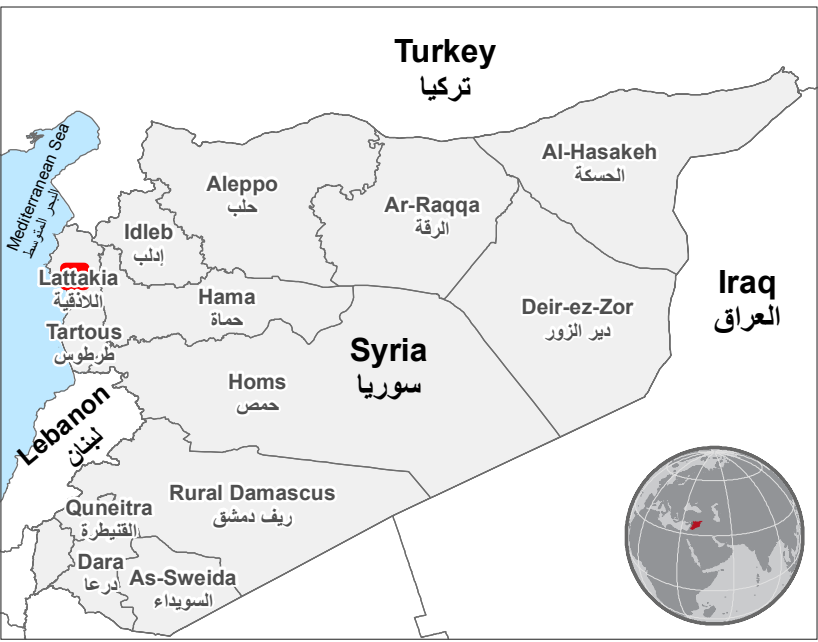 Turkey
تركيا
Mediterranean Sea
البحر المتوسط
Al-Hasakeh
الحسكة
Aleppo
حلب
Ar-Raqqa
الرقة
Idleb
إدلب
Lattakia
اللاذقية
Hama
حماة
Deir-ez-Zor
دير الزور
Iraq
العراق
Tartous
طرطوس
Syria
سوريا
Homs
حمص
Lebanon
لبنان
Rural Damascus
ريف دمشق
Quneitra
القنيطرة
Dara
درعا
As-Sweida
السويداء